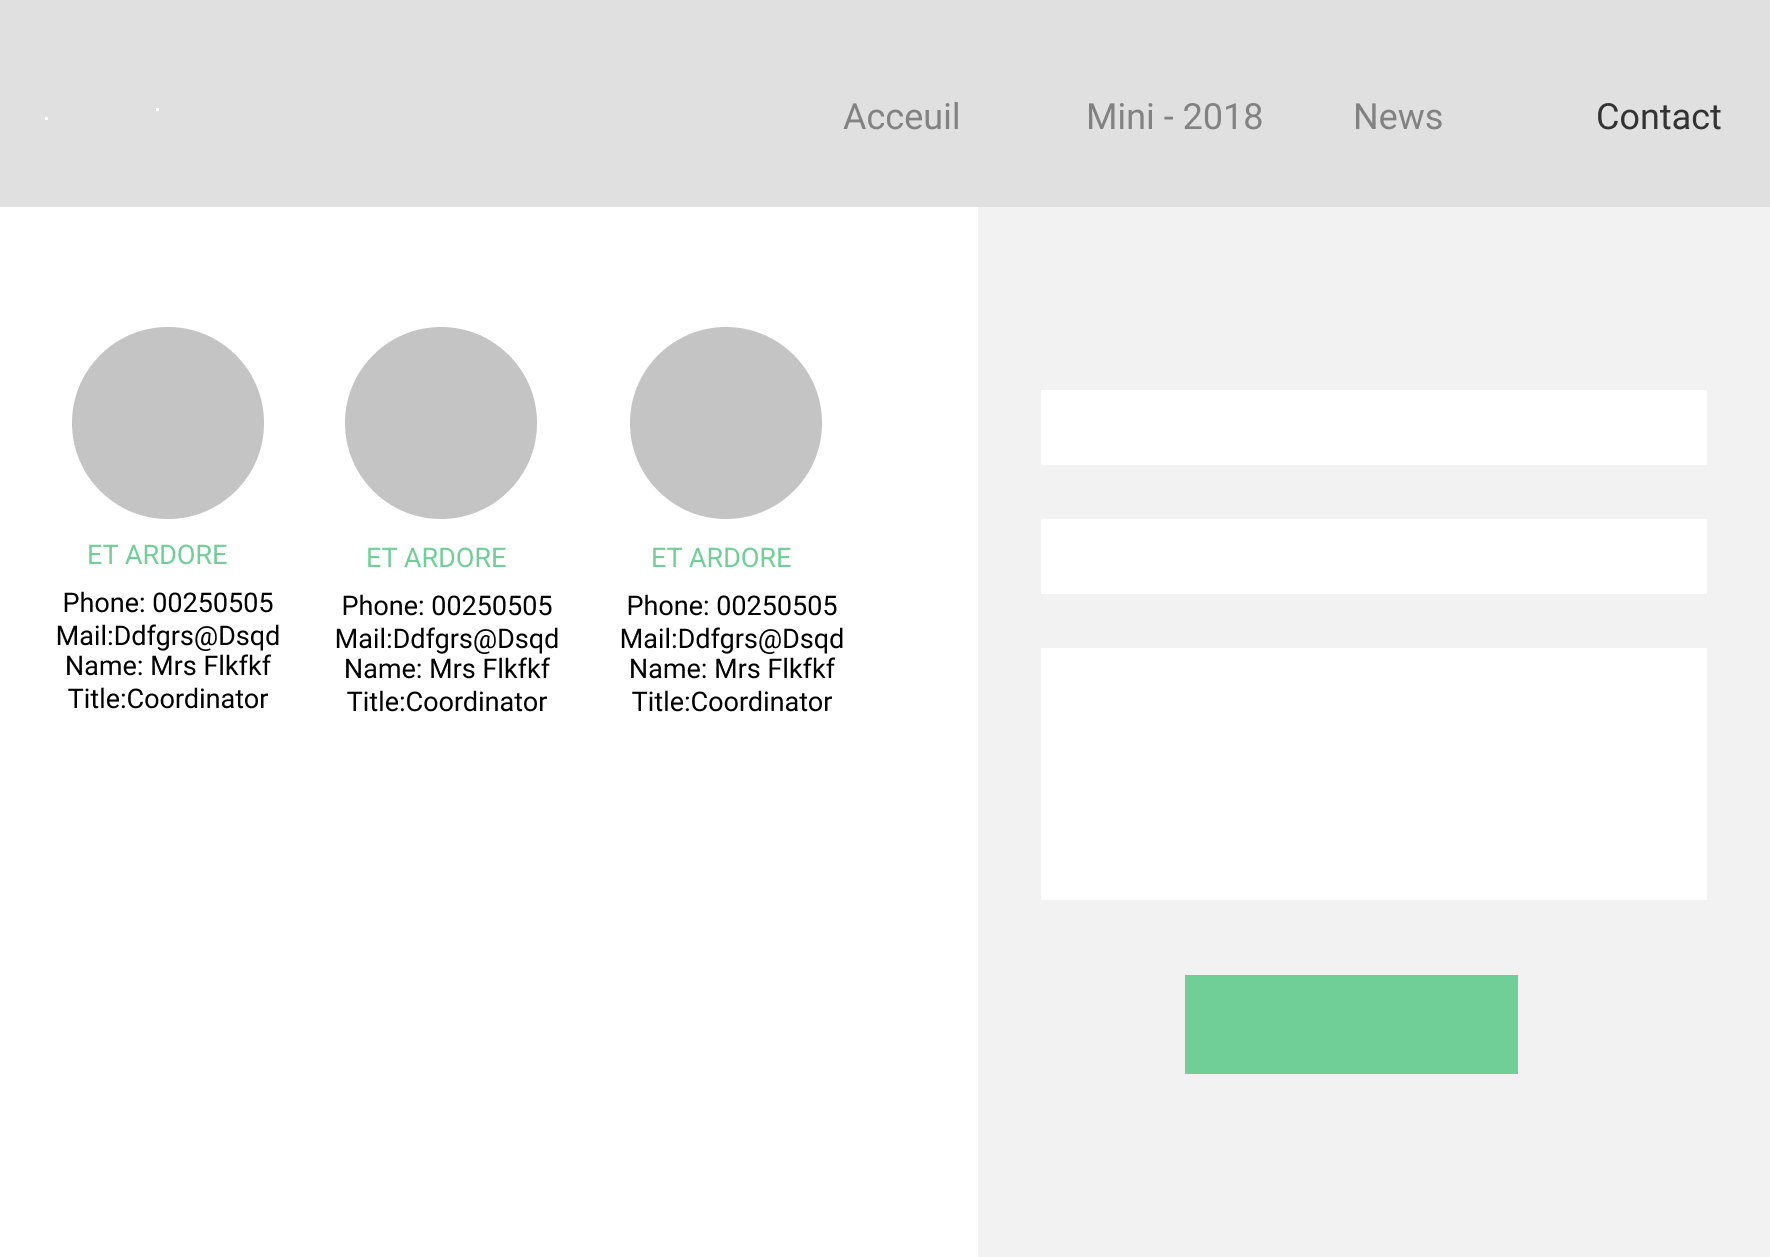 Acceuil Mini - 2018 News Contact
ET ARDORE
Phone: 00250505
Mail:Ddfgrs@Dsqd
Name: Mrs Flkfkf
Title:Coordinator
ET ARDORE
Phone: 00250505
Mail:Ddfgrs@Dsqd
Name: Mrs Flkfkf
Title:Coordinator
ET ARDORE
Phone: 00250505
Mail:Ddfgrs@Dsqd
Name: Mrs Flkfkf
Title:Coordinator